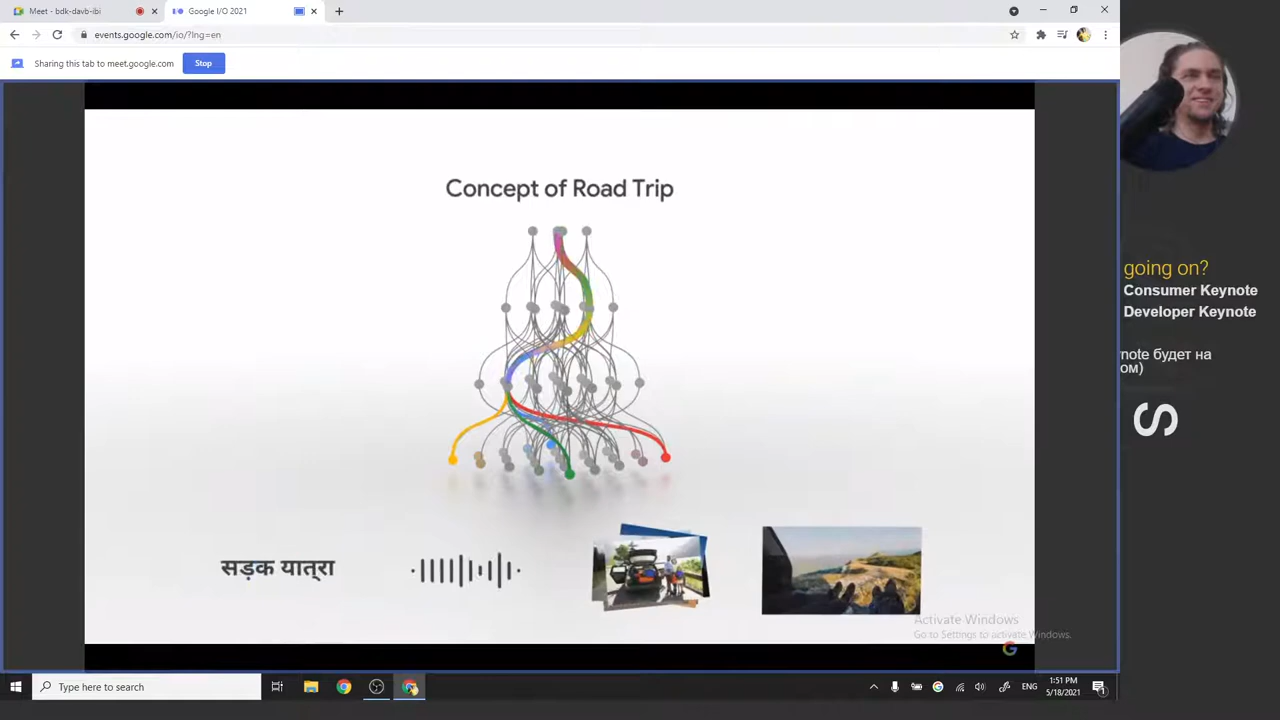 Meet - bdk-davb-ibi
Google I/O 2021
events.google.com/io/?lng=en
Sharing this tab to meet.google.com
Stop
Concept of Road Trip
सड़क यात्रा
Activate Windows
Go to Settings to activate Windows.
going on?
Consumer Keynote
Developer Keynote
note будет на
ом)
S
Type here to search
ENG
1:51 PM
5/18/2021